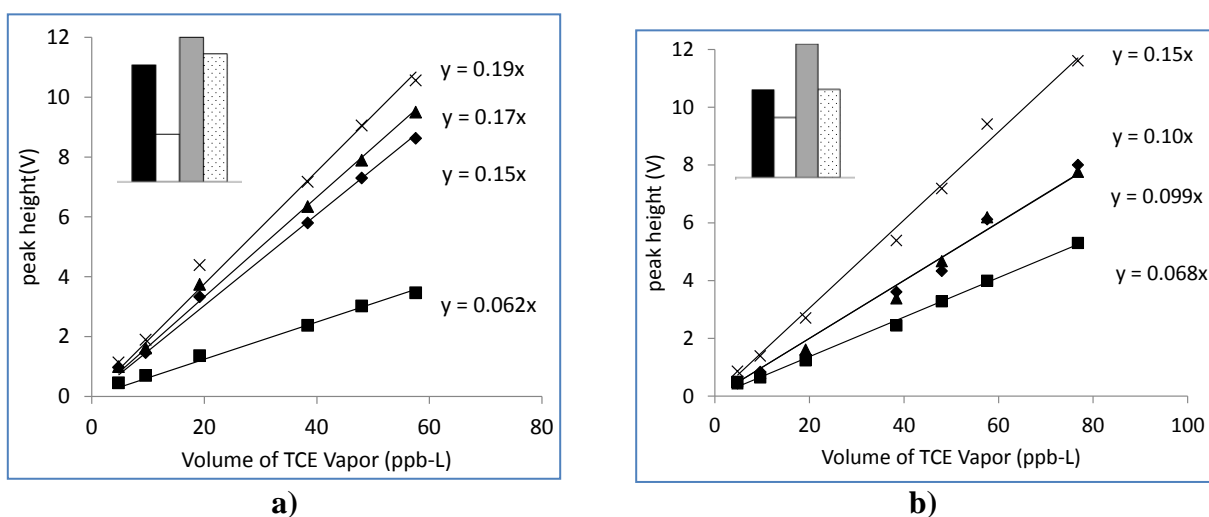 12
10
8
6
4
2
0
0 20 40 60 80
peak height(V)
Volume of TCE Vapor (ppb-L)
y = 0.19x
y = 0.17x
y = 0.15x
y = 0.062x
a)
12
10
8
6
4
2
0
0 20 40 60 80 100
peak height (V)
Volume of TCE Vapor (ppb-L)
y = 0.15x
y = 0.10x
y = 0.099x
y = 0.068x
b)